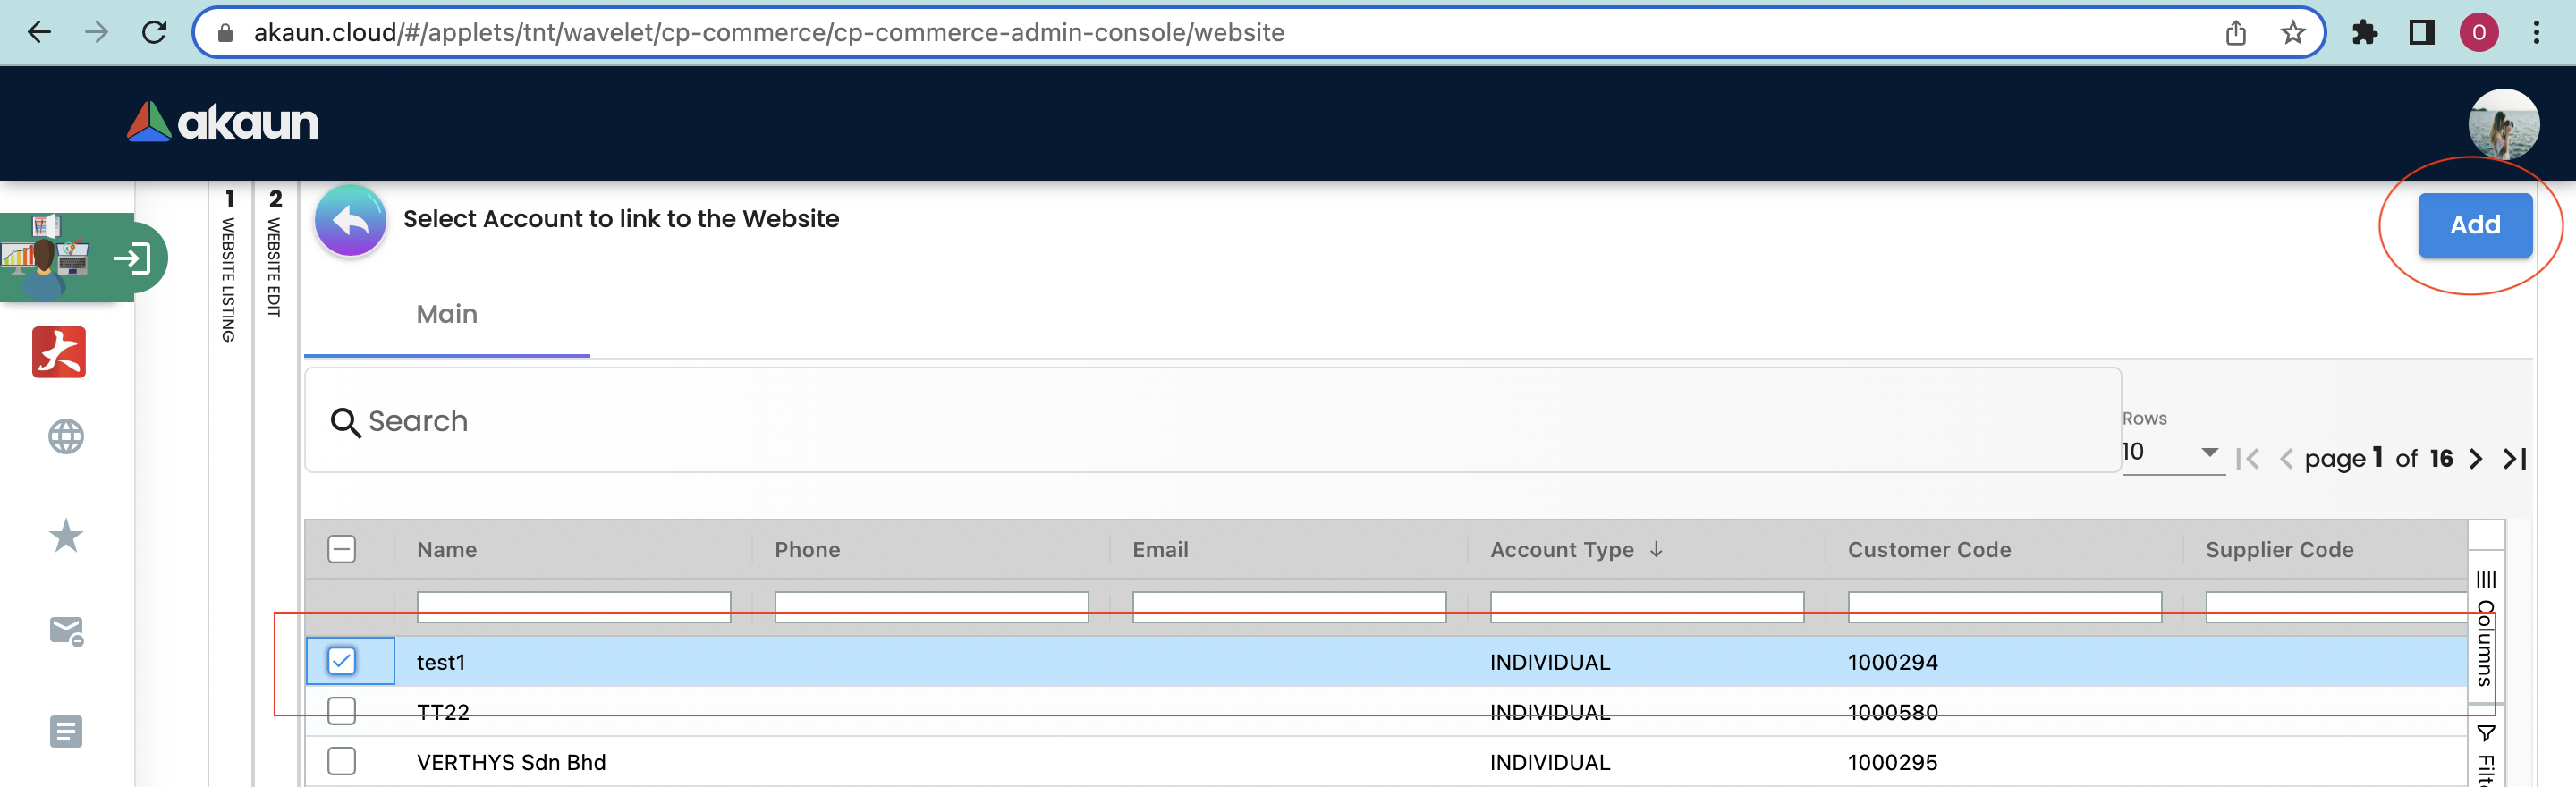 akaun.cloud/#/applets/tnt/wavelet/cp-commerce/cp-commerce-admin-console/website
O
akaun
1 WEBSITE LISTING
2 WEBSITE EDIT
Select Account to link to the Website
Add
Main
Search
Rows
10
page 1 of 16
Name Phone Email Account Type Customer Code Supplier Code
Columns
test1 INDIVIDUAL 1000294
TT22 INDIVIDUAL 1000580
VERTHYS Sdn Bhd INDIVIDUAL 1000295